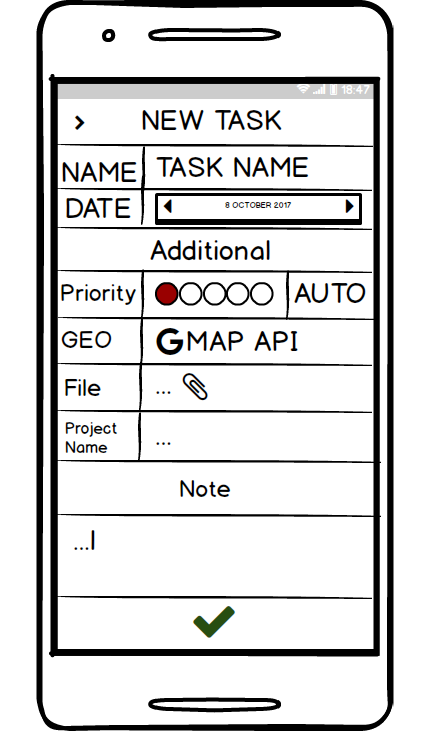 18:47
NEW TASK
NAME TASK NAME
DATE 8 OCTOBER 2017
Additional
Priority AUTO
GEO GMAP API
File ...
Project
Name ...
Note
...|